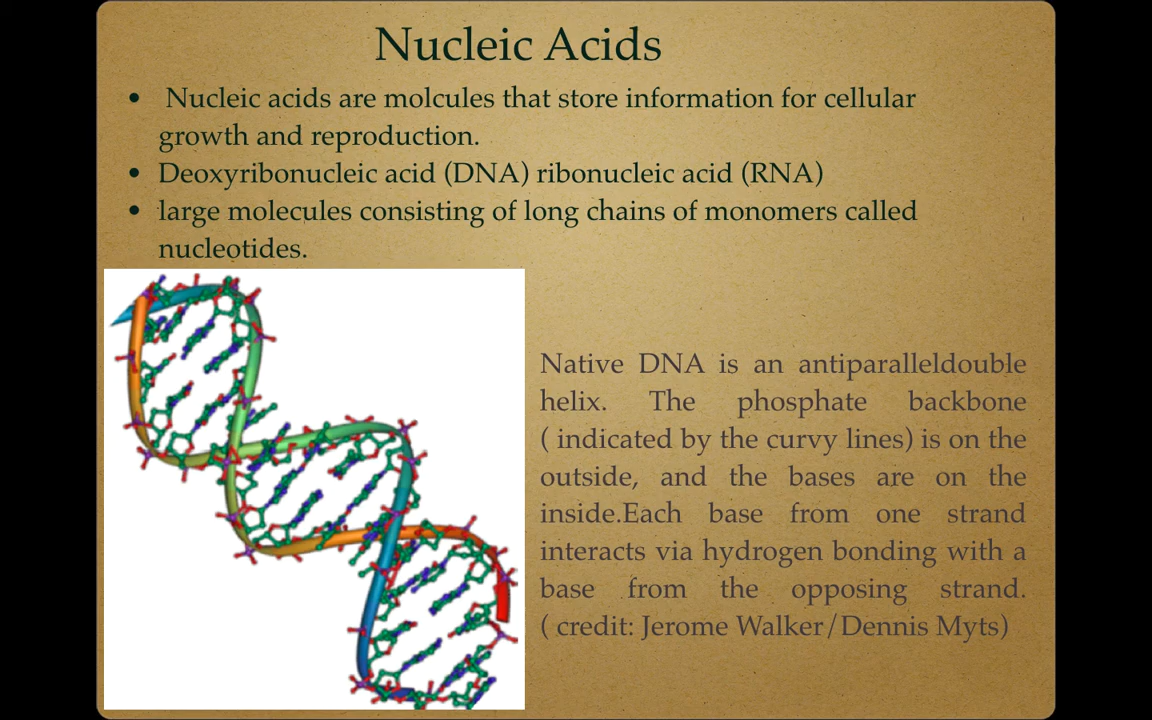 Nucleic Acids
• Nucleic acids are molcules that store information for cellular
growth and reproduction.
• Deoxyribonucleic acid (DNA) ribonucleic acid (RNA)
• large molecules consisting of long chains of monomers called
nucleotides.
Native DNA is an antiparalleldouble
helix. The phosphate backbone
( indicated by the curvy lines) is on the
outside, and the bases are on the
inside.Each base from one strand
interacts via hydrogen bonding with a
base from the opposing strand.
( credit: Jerome Walker/Dennis Myts)